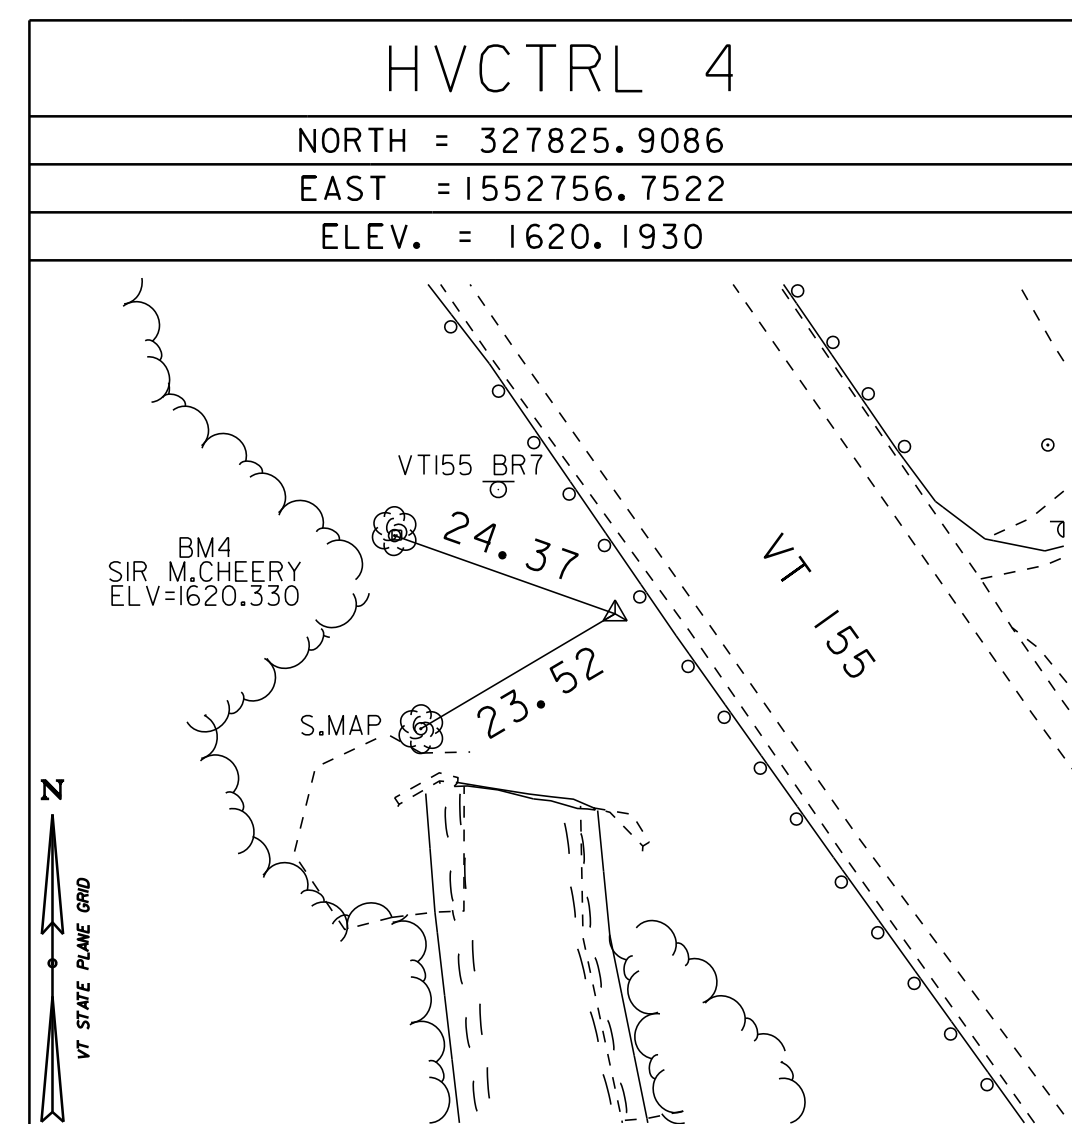 HVCTRL 4
NORTH = 327825.9086
EAST =1552756.7522
ELEV. = 1620.1930
VT155 BR7
24.37
BM4
SIR M.CHEERY
ELV=1620.330
VT 155
23.52
S.MAP
N
VT STATE PLANE GRID